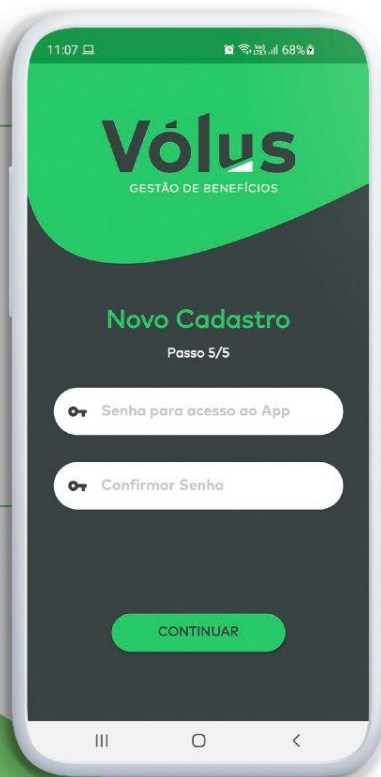 11:07 68%
Vólus
GESTÃO DE BENEFÍCIOS
Novo Cadastro
Passo 5/5
Senha para acesso ao App
Confirmar Senha
CONTINUAR